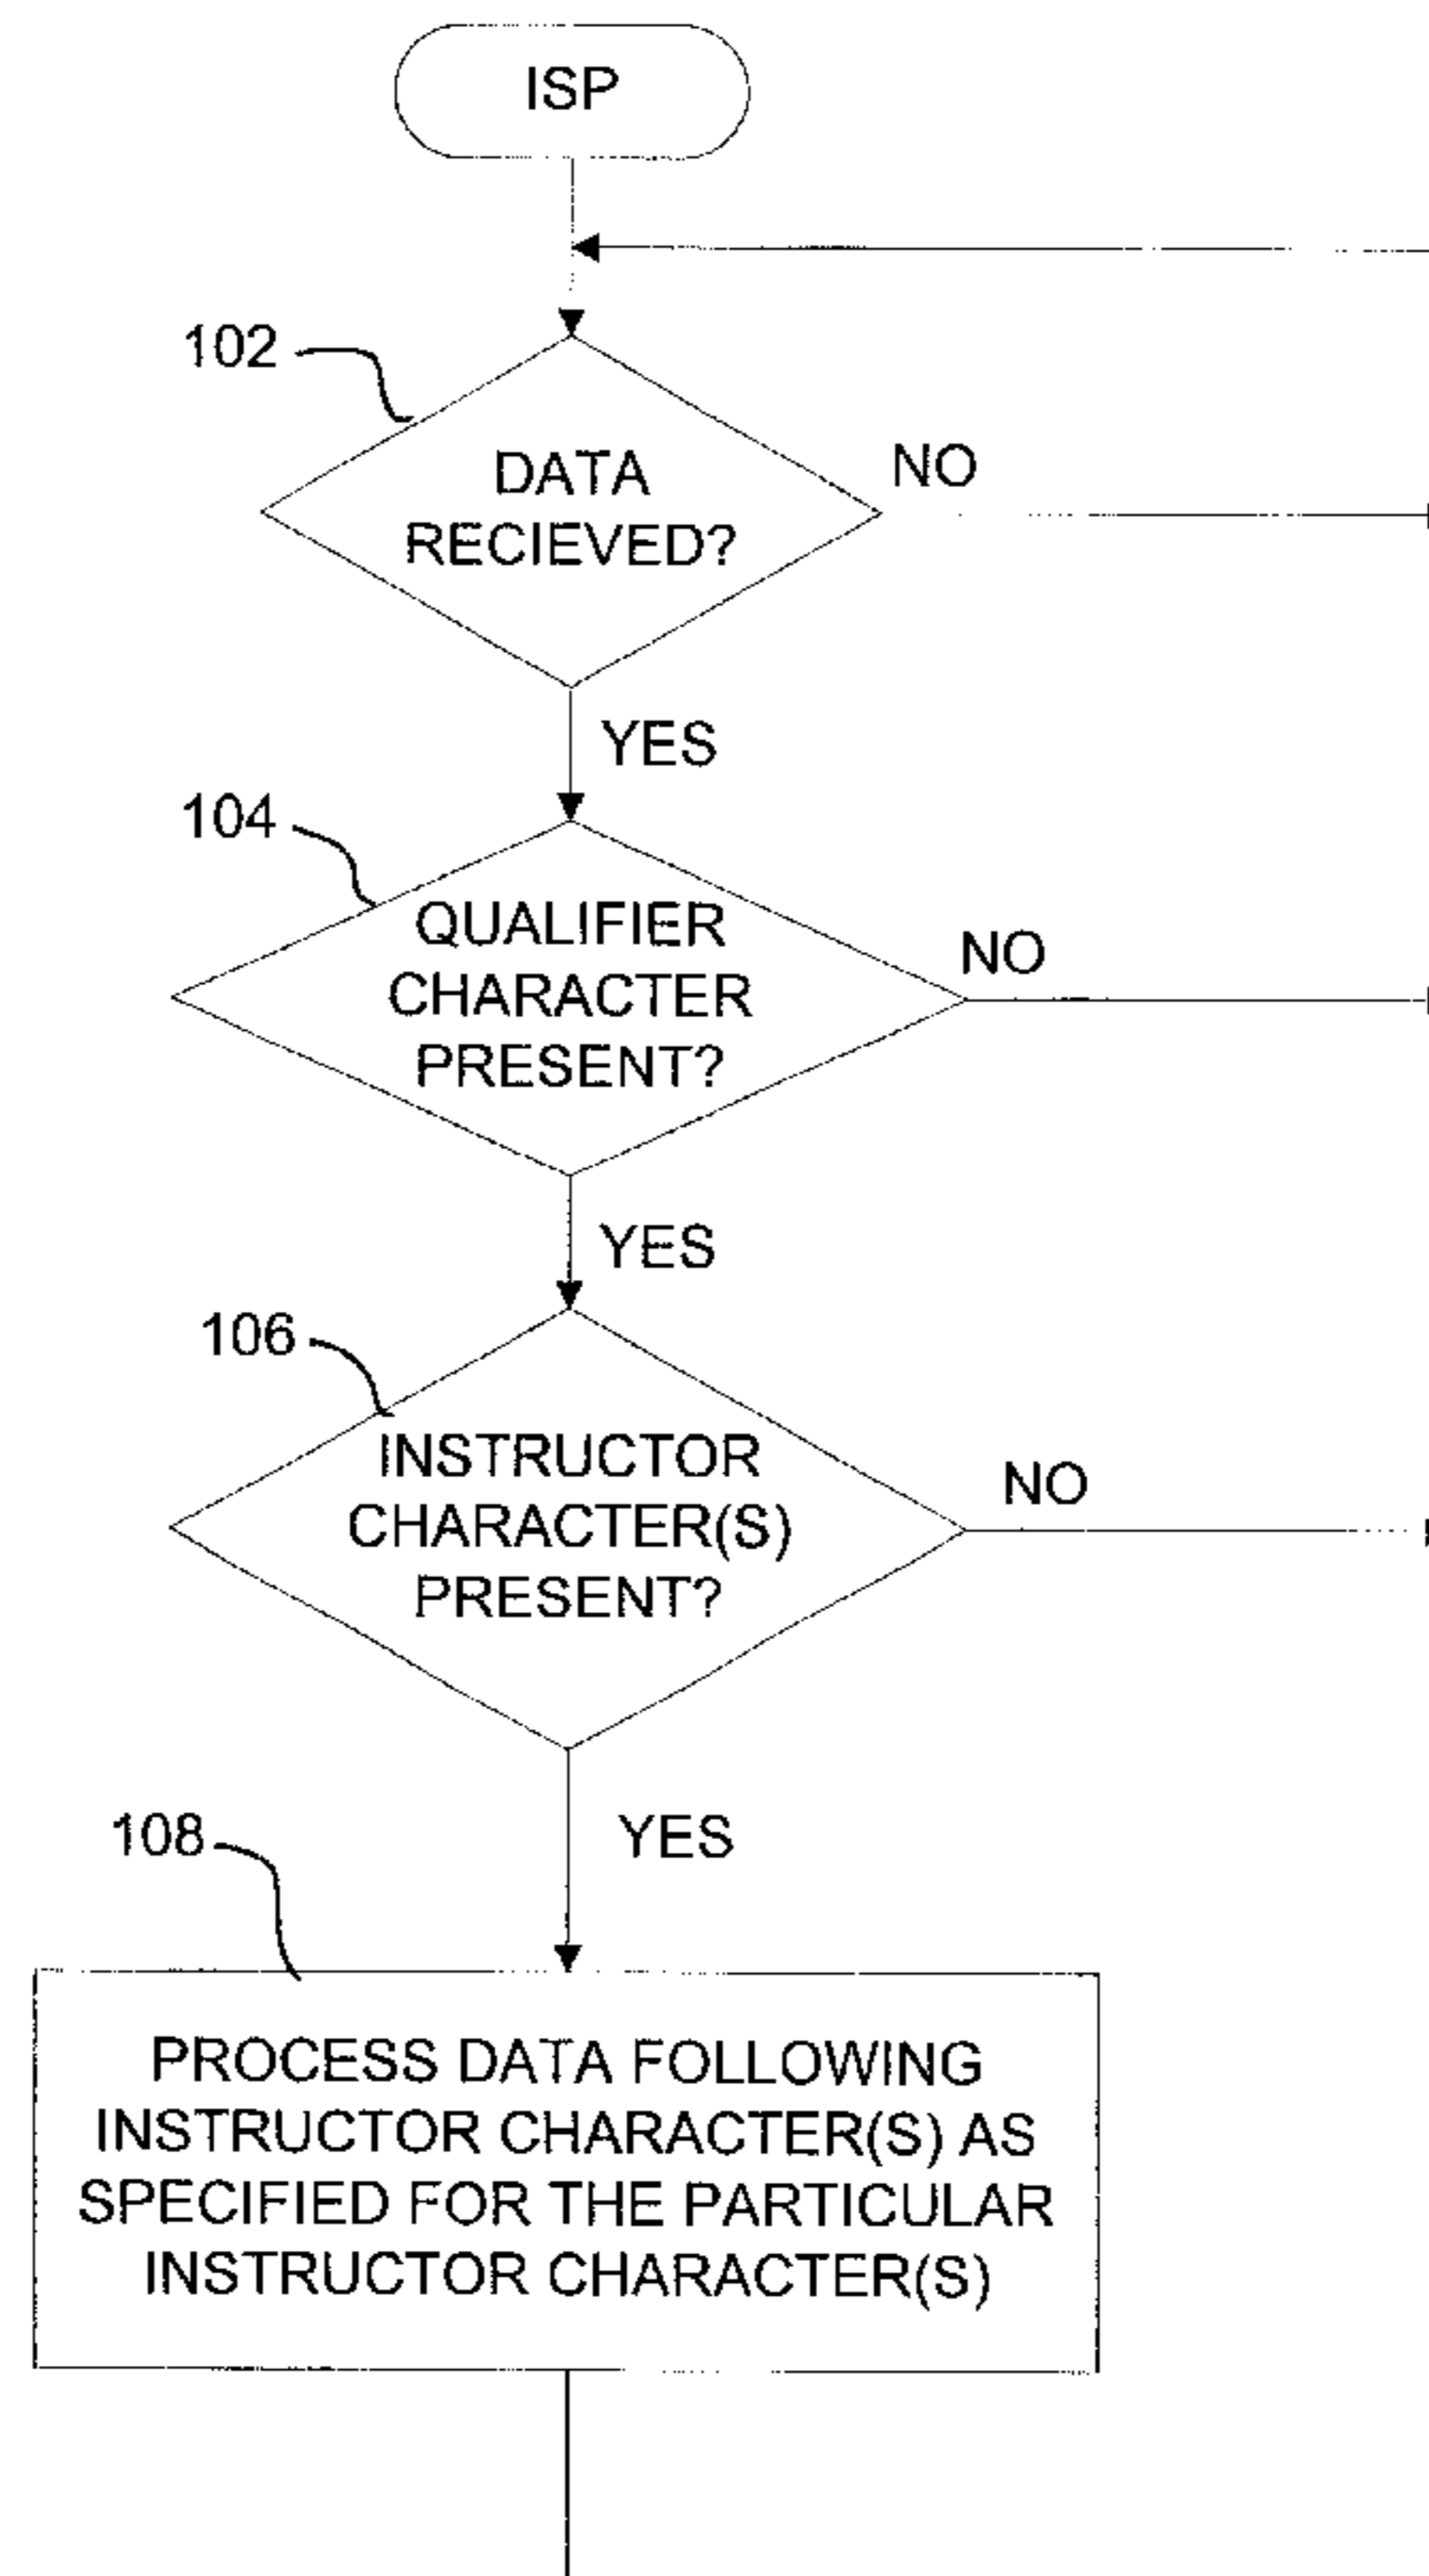 ISP
102
DATA
RECIEVED?
NO
YES
104
QUALIFIER
CHARACTER
PRESENT?
NO
YES
106
INSTRUCTOR
CHARACTER(S)
PRESENT?
NO
YES
108
PROCESS DATA FOLLOWING
INSTRUCTOR CHARACTER(S) AS
SPECIFIED FOR THE PARTICULAR
INSTRUCTOR CHARACTER(S)